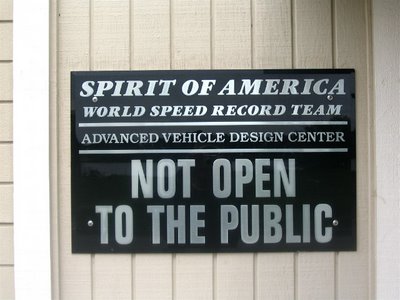 SPIRIT OF AMERICA
WORLD SPEED RECORD TEAM
ADVANCED VEHICLE DESIGN CENTER
NOT OPEN
TO THE PUBLIC